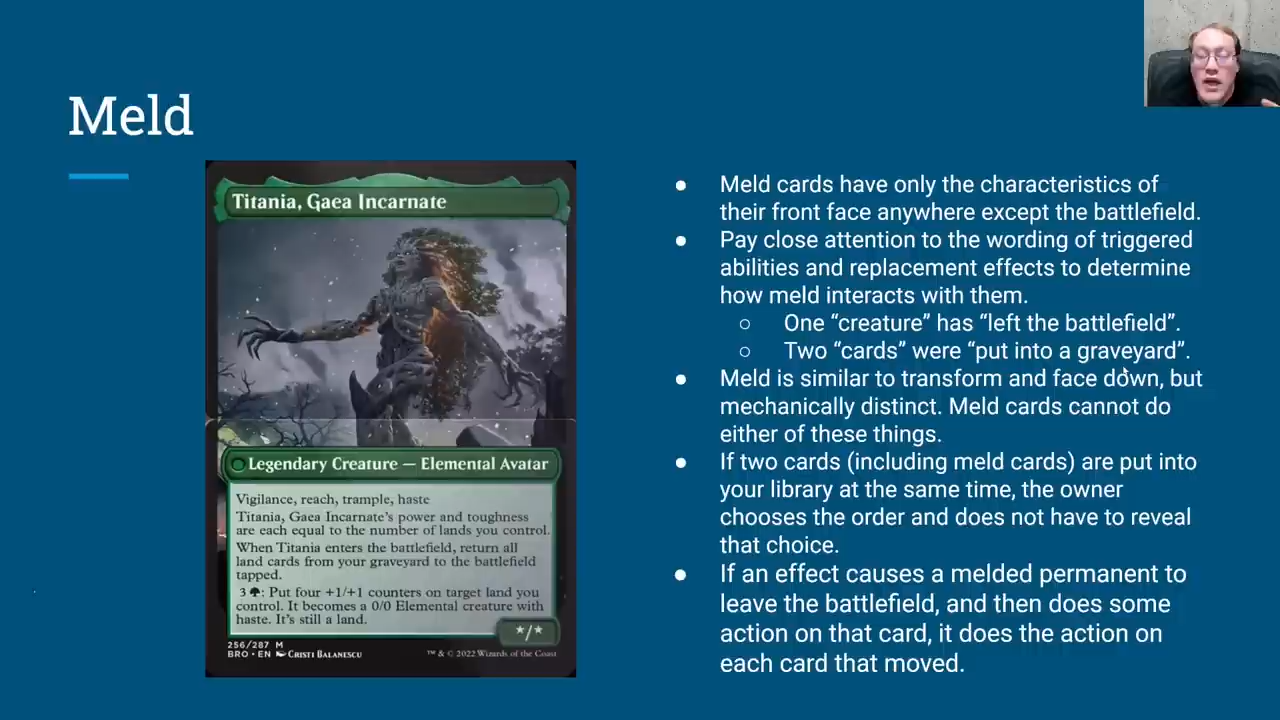 Meld
Titania, Gaea Incarnate
Legendary Creature — Elemental Avatar
Vigilance, reach, trample, haste
Titania, Gaea Incarnate's power and toughness
are each equal to the number of lands you control.
When Titania enters the battlefield, return all
land cards from your graveyard to the battlefield
tapped.
3 : Put four +1/+1 counters on target land you
control. It becomes a 0/0 Elemental creature with
haste. It's still a land.
*/*
256/287 M
BRO • EN CRISTI BALANESCU
™ & © 2022 Wizards of the Coast
● Meld cards have only the characteristics of
their front face anywhere except the battlefield.
● Pay close attention to the wording of triggered
abilities and replacement effects to determine
how meld interacts with them.
○ One “creature” has “left the battlefield”.
○ Two “cards” were “put into a graveyard”.
● Meld is similar to transform and face down, but
mechanically distinct. Meld cards cannot do
either of these things.
● If two cards (including meld cards) are put into
your library at the same time, the owner
chooses the order and does not have to reveal
that choice.
● If an effect causes a melded permanent to
leave the battlefield, and then does some
action on that card, it does the action on
each card that moved.